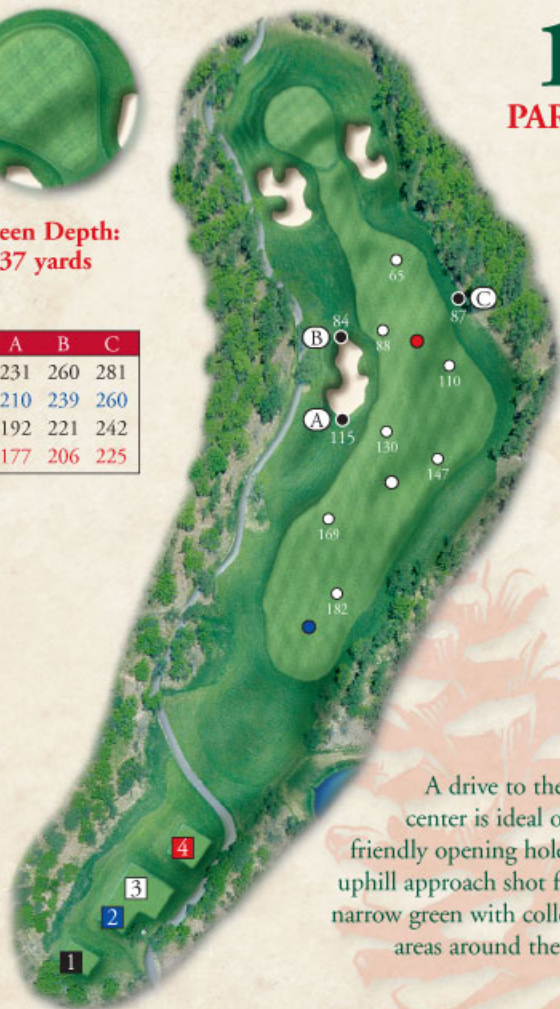 1
PAR
een Depth:
37 yards
A B C
231 260 281
210 239 260
192 221 242
177 206 225
65
C
87
84
B
88
110
A
115
130
147
169
182
4
3
2
1
A drive to the
center is ideal o
friendly opening hole
uphill approach shot f
narrow green with coll
areas around the